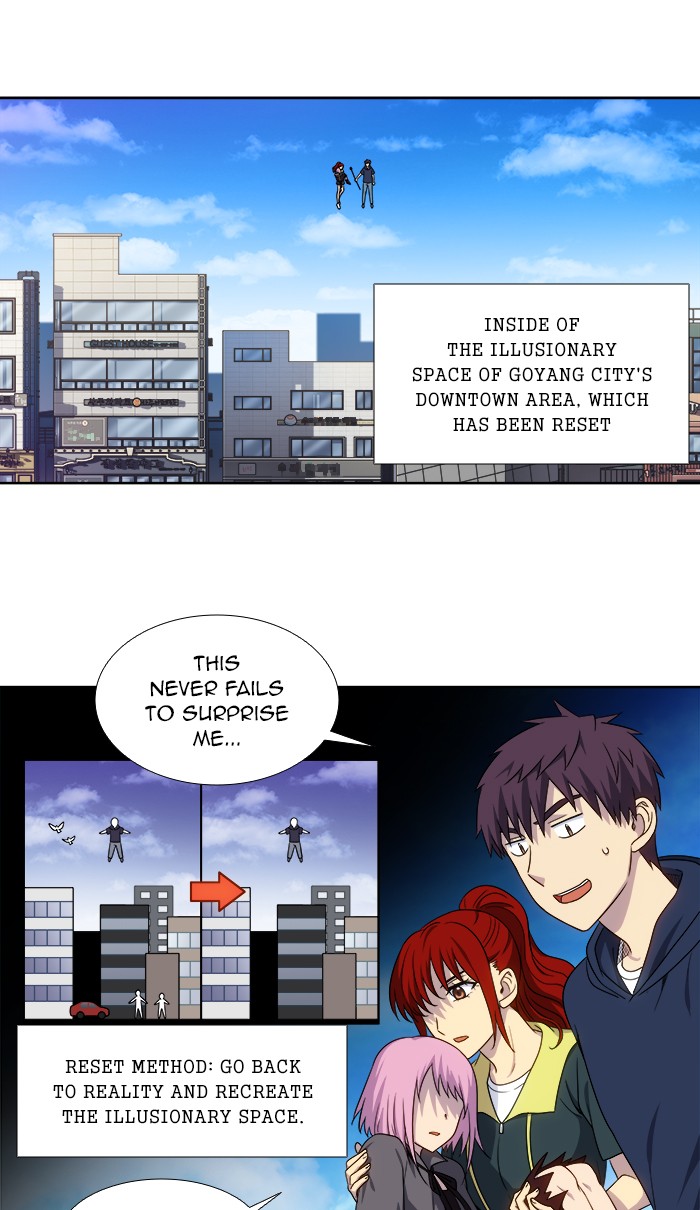 GUEST HOUSE
INSIDE OF
THE ILLUSIONARY
SPACE OF GOYANG CITY'S
DOWNTOWN AREA, WHICH
HAS BEEN RESET
THIS
NEVER FAILS
TO SURPRISE
ME...
RESET METHOD: GO BACK
TO REALITY AND RECREATE
THE ILLUSIONARY SPACE.